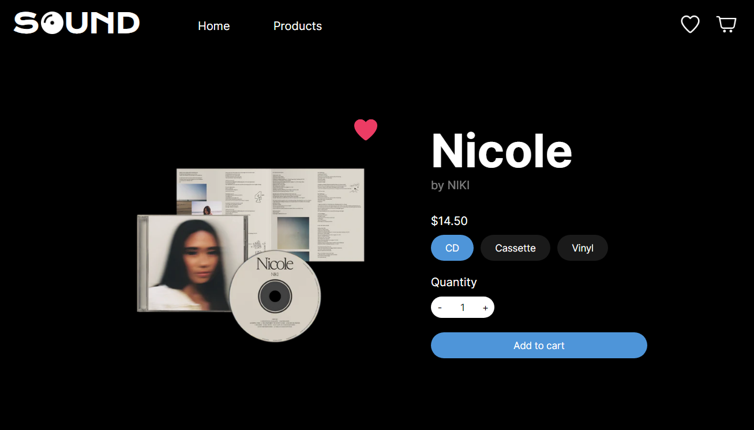 SOUND
Home
Products
Nicole
by NIKI
$14.50
CD
Cassette
Vinyl
Quantity
- 1 +
Add to cart
Nicole
NIKI